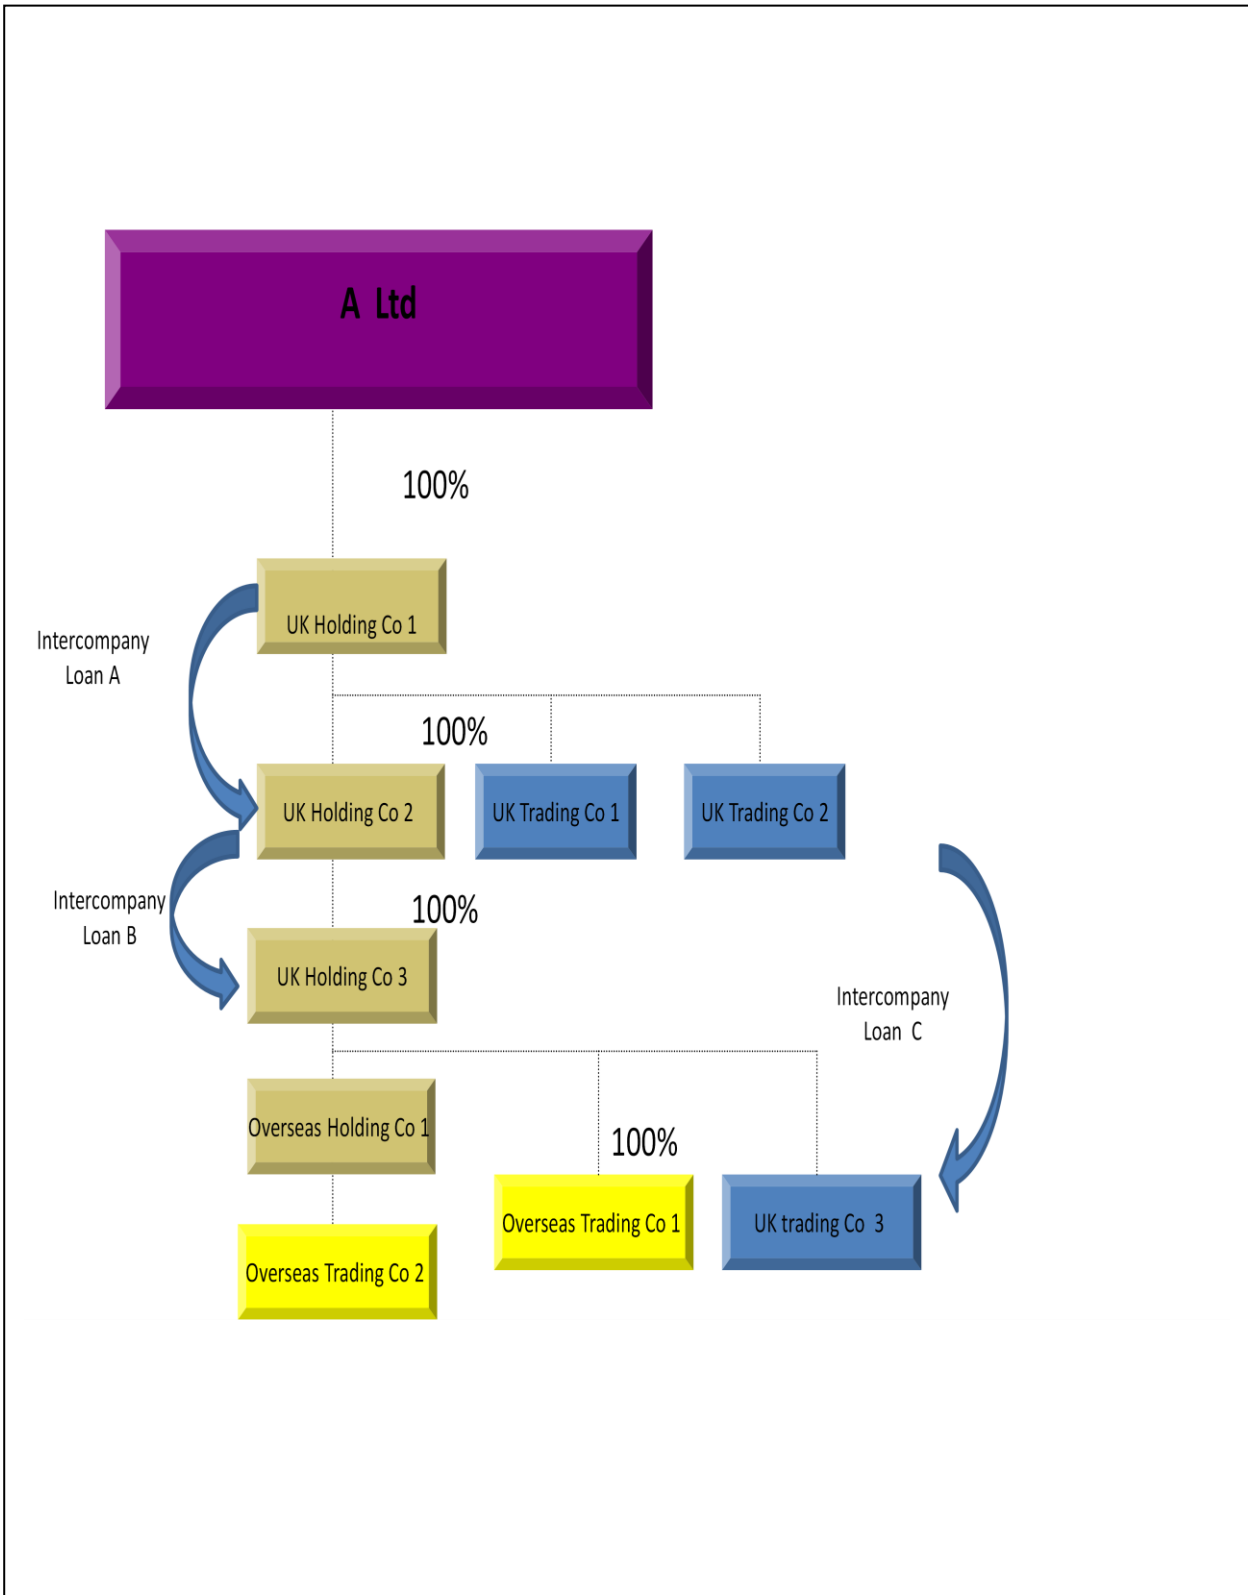 A Ltd
100%
UK Holding Co 1
Intercompany
Loan A
100%
UK Holding Co 2
UK Trading Co 1
UK Trading Co 2
Intercompany
Loan B
100%
UK Holding Co 3
Intercompany
Loan C
Overseas Holding Co 1
100%
Overseas Trading Co 1
UK trading Co 3
Overseas Trading Co 2